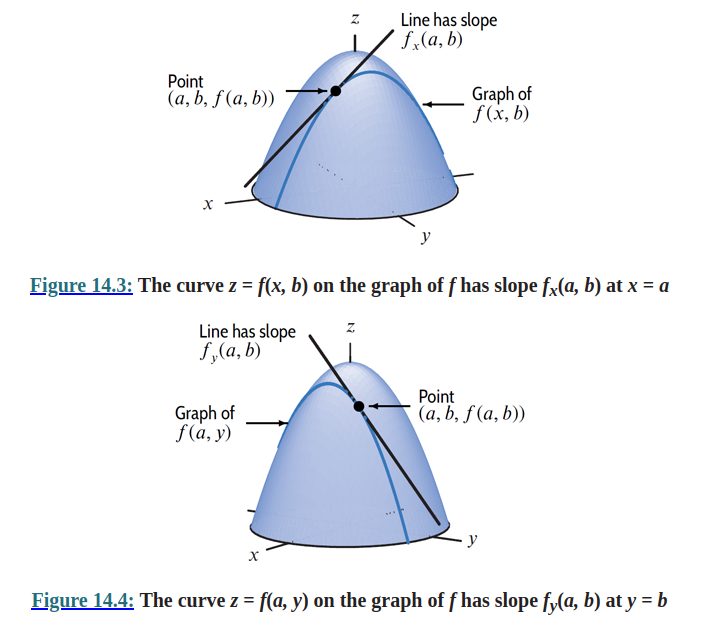 z
Line has slope
fₓ(a, b)
Point
(a, b, f (a, b))
Graph of
f (x, b)
x
y
Figure 14.3: The curve z = f(x, b) on the graph of f has slope fₓ(a, b) at x = a
Line has slope
z
f_y(a, b)
Point
(a, b, f (a, b))
Graph of
f (a, y)
y
x
Figure 14.4: The curve z = f(a, y) on the graph of f has slope f_y(a, b) at y = b